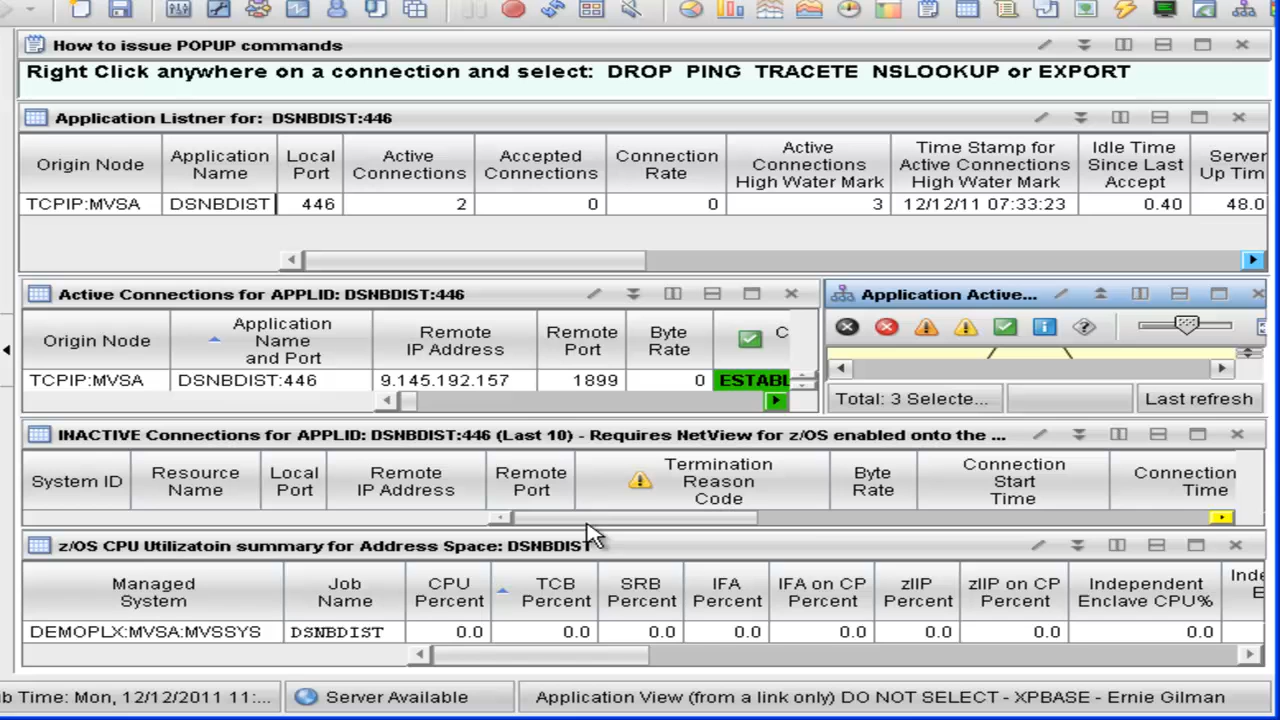 How to issue POPUP commands
Right Click anywhere on a connection and select: DROP PING TRACETE NSLOOKUP or EXPORT
Application Listner for: DSNBDIST:446
Origin Node Application Name Local Port Active Connections Accepted Connections Connection Rate Active Connections High Water Mark Time Stamp for Active Connections High Water Mark Idle Time Since Last Accept Server Up Tim
TCPIP:MVSA DSNBDIST 446 2 0 0 3 12/12/11 07:33:23 0.40 48.0
Active Connections for APPLID: DSNBDIST:446
Origin Node Application Name and Port Remote IP Address Remote Port Byte Rate C
TCPIP:MVSA DSNBDIST:446 9.145.192.157 1899 0 ESTABL
Application Active...
Total: 3 Selecte... Last refresh
INACTIVE Connections for APPLID: DSNBDIST:446 (Last 10) - Requires NetView for z/OS enabled onto the ...
System ID Resource Name Local Port Remote IP Address Remote Port Termination Reason Code Byte Rate Connection Start Time Connection Time
z/OS CPU Utilizatoin summary for Address Space: DSNBDIST
Managed System Job Name CPU Percent TCB Percent SRB Percent IFA Percent IFA on CP Percent zIIP Percent zIIP on CP Percent Independent Enclave CPU% Inde E
DEMOPLX:MVSA:MVSSYS DSNBDIST 0.0 0.0 0.0 0.0 0.0 0.0 0.0 0.0
b Time: Mon, 12/12/2011 11:... Server Available Application View (from a link only) DO NOT SELECT - XPBASE - Ernie Gilman